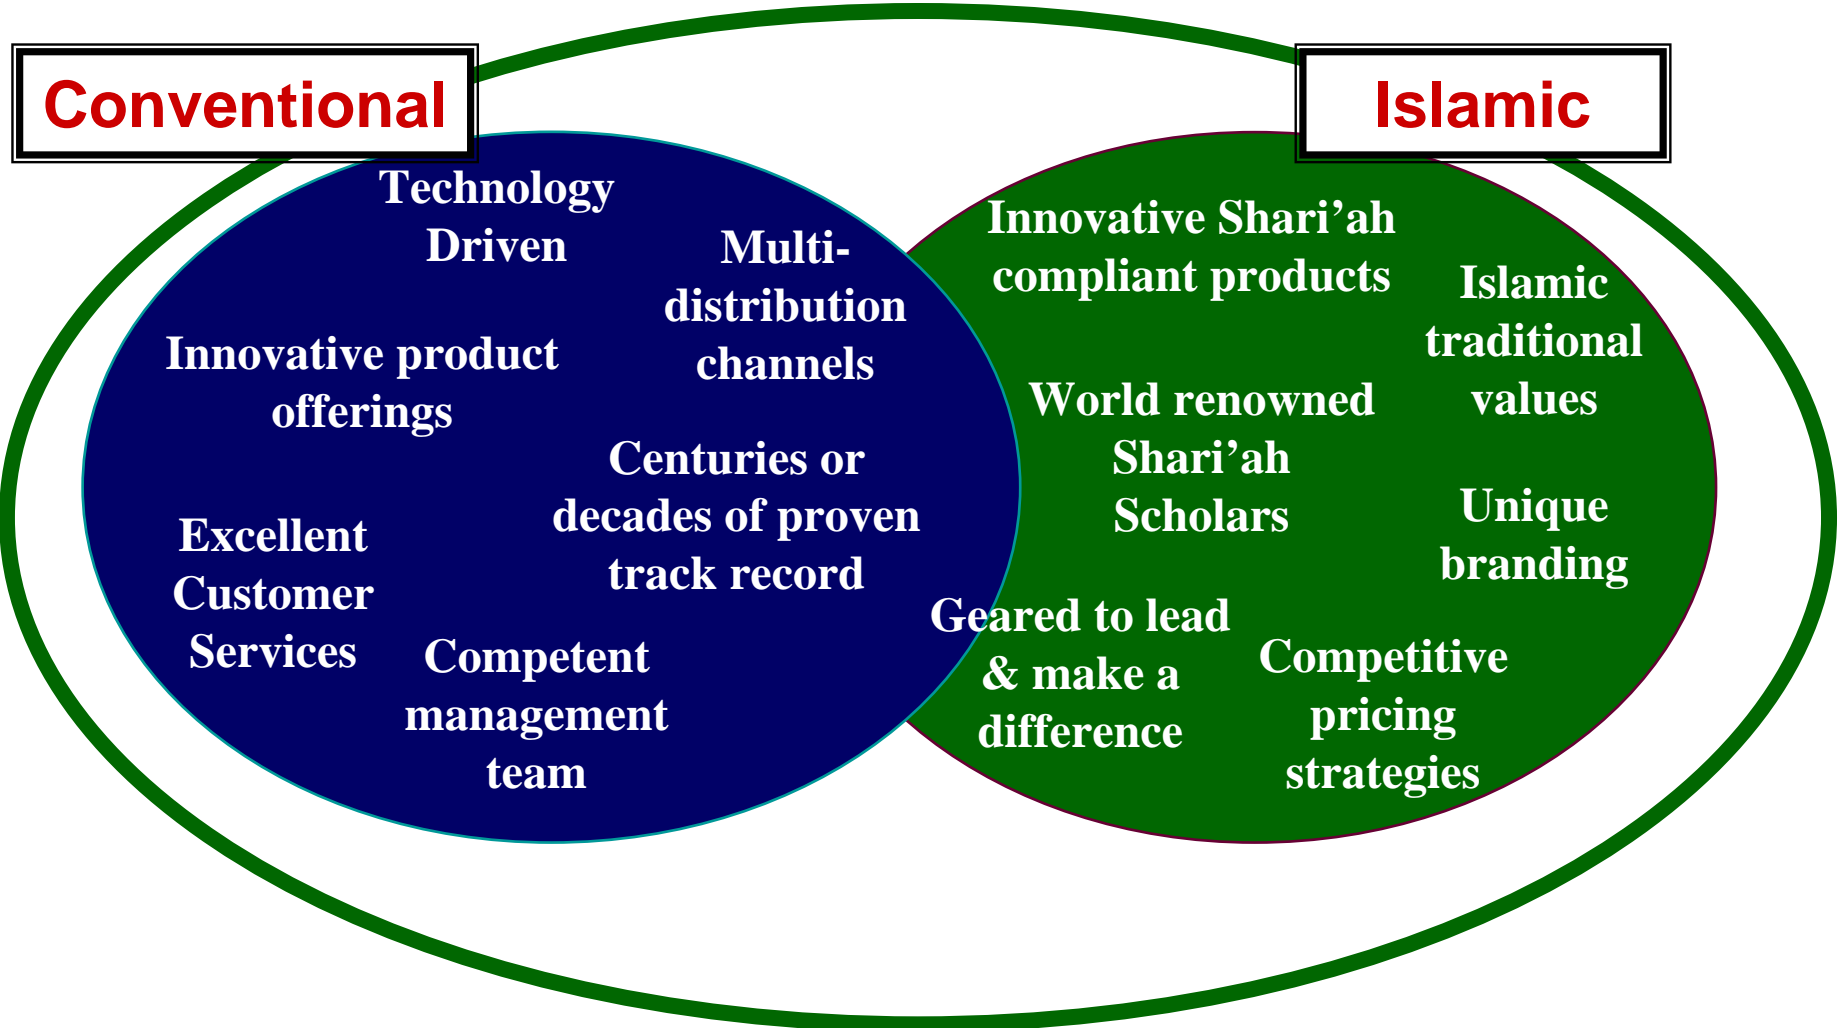 Conventional
Islamic
Technology
Driven
Multi-
distribution
channels
Innovative product
offerings
Centuries or
decades of proven
track record
Excellent
Customer
Services
Competent
management
team
Innovative Shari’ah
compliant products
Islamic
traditional
values
World renowned
Shari’ah
Scholars
Unique
branding
Geared to lead
& make a
difference
Competitive
pricing
strategies